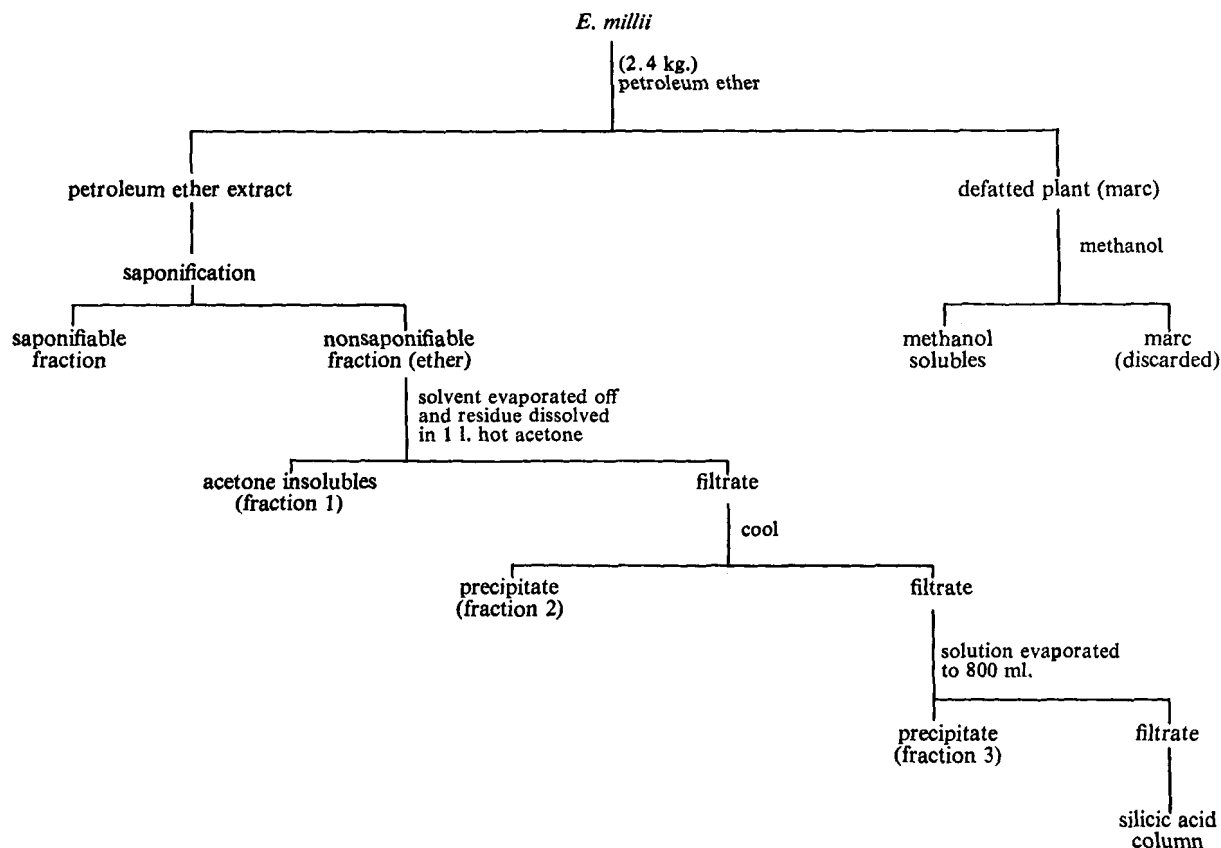 E. millii
(2.4 kg.)
petroleum ether
petroleum ether extract
defatted plant (marc)
methanol
saponification
saponifiable
fraction
nonsaponifiable
fraction (ether)
methanol
solubles
marc
(discarded)
solvent evaporated off
and residue dissolved
in 1 l. hot acetone
acetone insolubles
(fraction 1)
filtrate
cool
precipitate
(fraction 2)
filtrate
solution evaporated
to 800 ml.
precipitate
(fraction 3)
filtrate
silicic acid
column